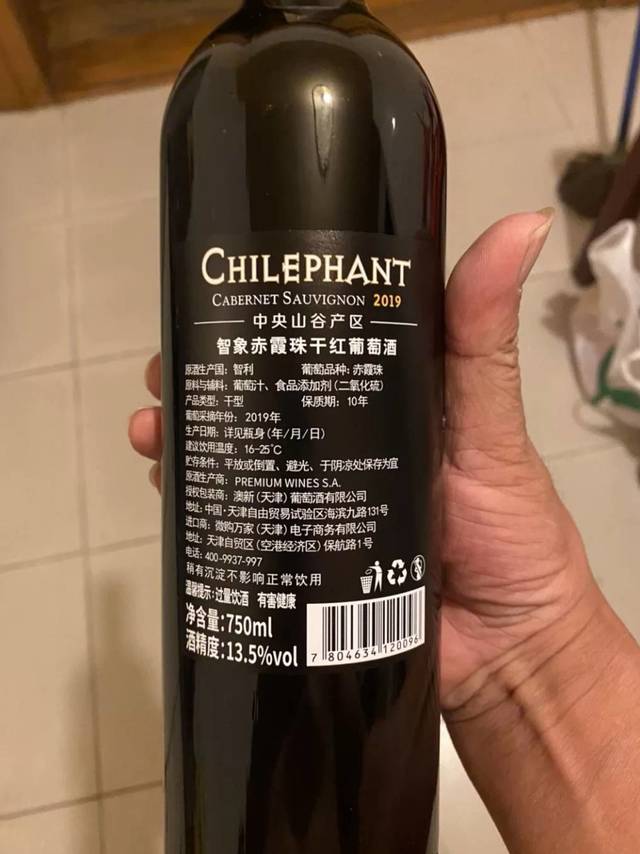 CHILEPHANT
CABERNET SAUVIGNON 2019
中央山谷产区
智象赤霞珠干红葡萄酒
原酒生产国：智利 葡萄品种：赤霞珠
原料与辅料：葡萄汁、食品添加剂（二氧化硫）
产品类型：干型 保质期：10年
葡萄采摘年份：2019年
生产日期：详见瓶身（年/月/日）
建议饮用温度：16-25℃
贮存条件：平放或倒置、避光、于阴凉处保存为宜
原酒生产商：PREMIUM WINES S.A.
授权包装商：澳新（天津）葡萄酒有限公司
地址：中国·天津自由贸易试验区海滨九路131号
进口商：微购万家（天津）电子商务有限公司
地址：天津自贸区（空港经济区）保航路1号
电话：400-9937-997
稍有沉淀不影响正常饮用
温馨提示：过量饮酒 有害健康
净含量：750ml
酒精度：13.5%vol
7 804634 120096